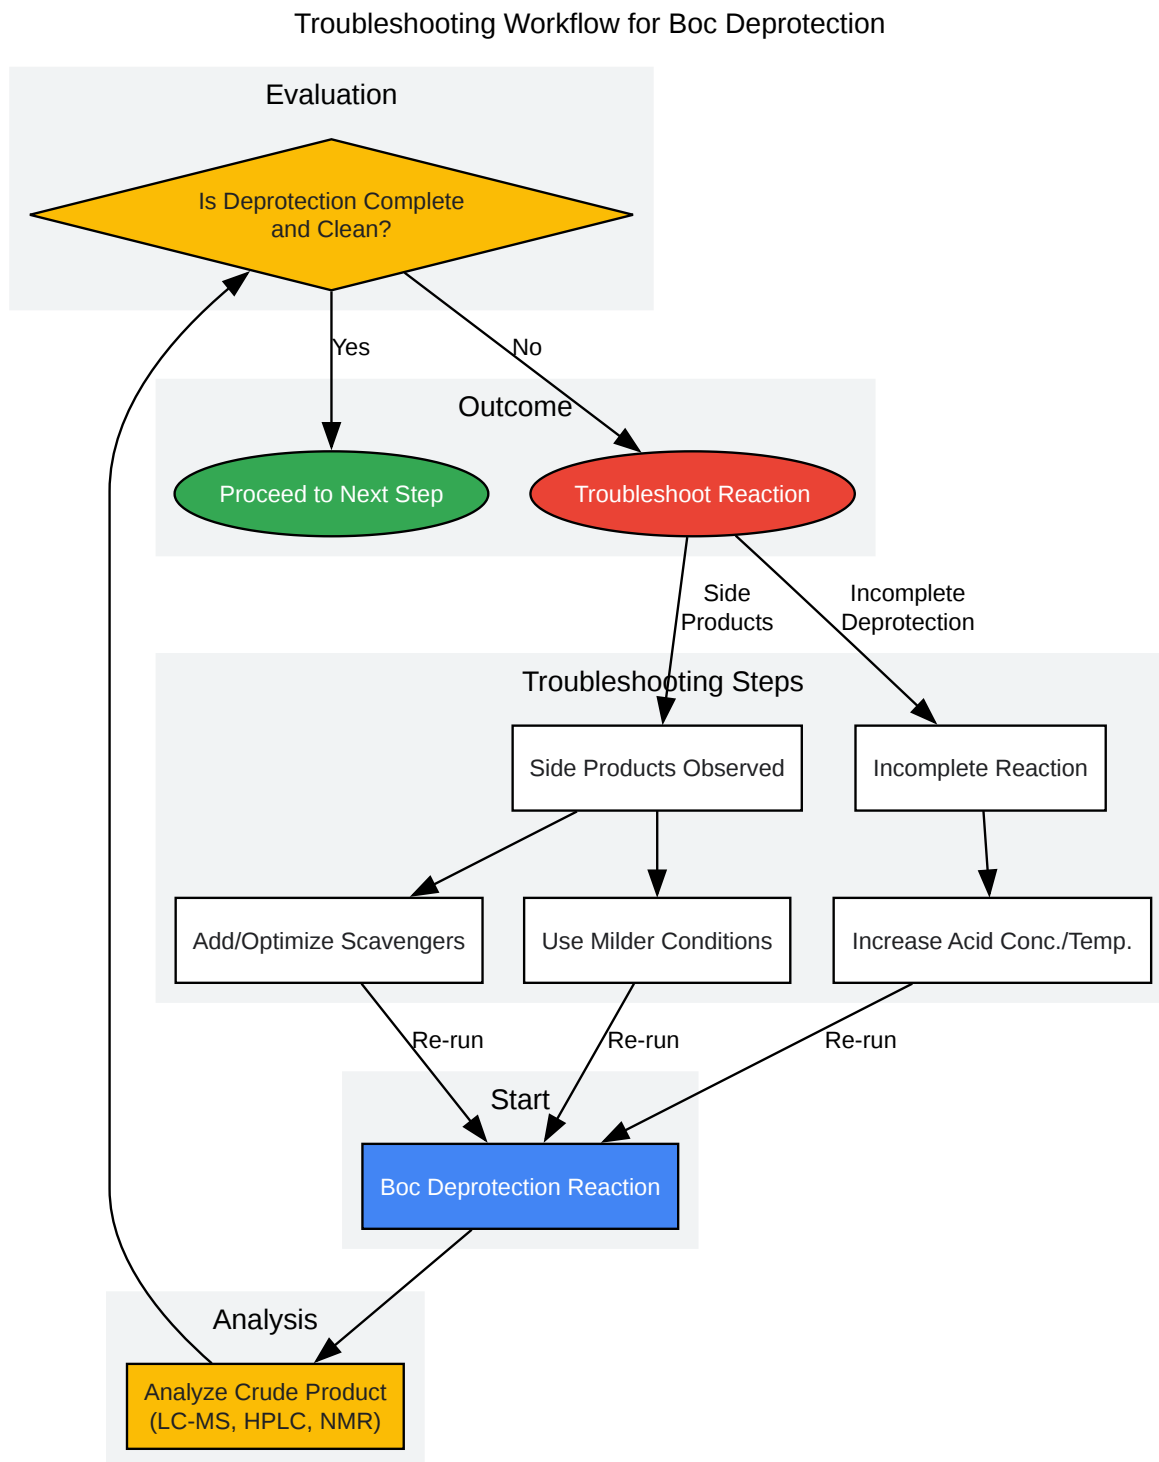 Troubleshooting Workflow for Boc Deprotection
Evaluation
Is Deprotection Complete
and Clean?
Yes
No
Outcome
Proceed to Next Step
Troubleshoot Reaction
Side
Products
Incomplete
Deprotection
Troubleshooting Steps
Side Products Observed
Incomplete Reaction
Add/Optimize Scavengers
Use Milder Conditions
Increase Acid Conc./Temp.
Re-run
Re-run
Re-run
Start
Boc Deprotection Reaction
Analysis
Analyze Crude Product
(LC-MS, HPLC, NMR)